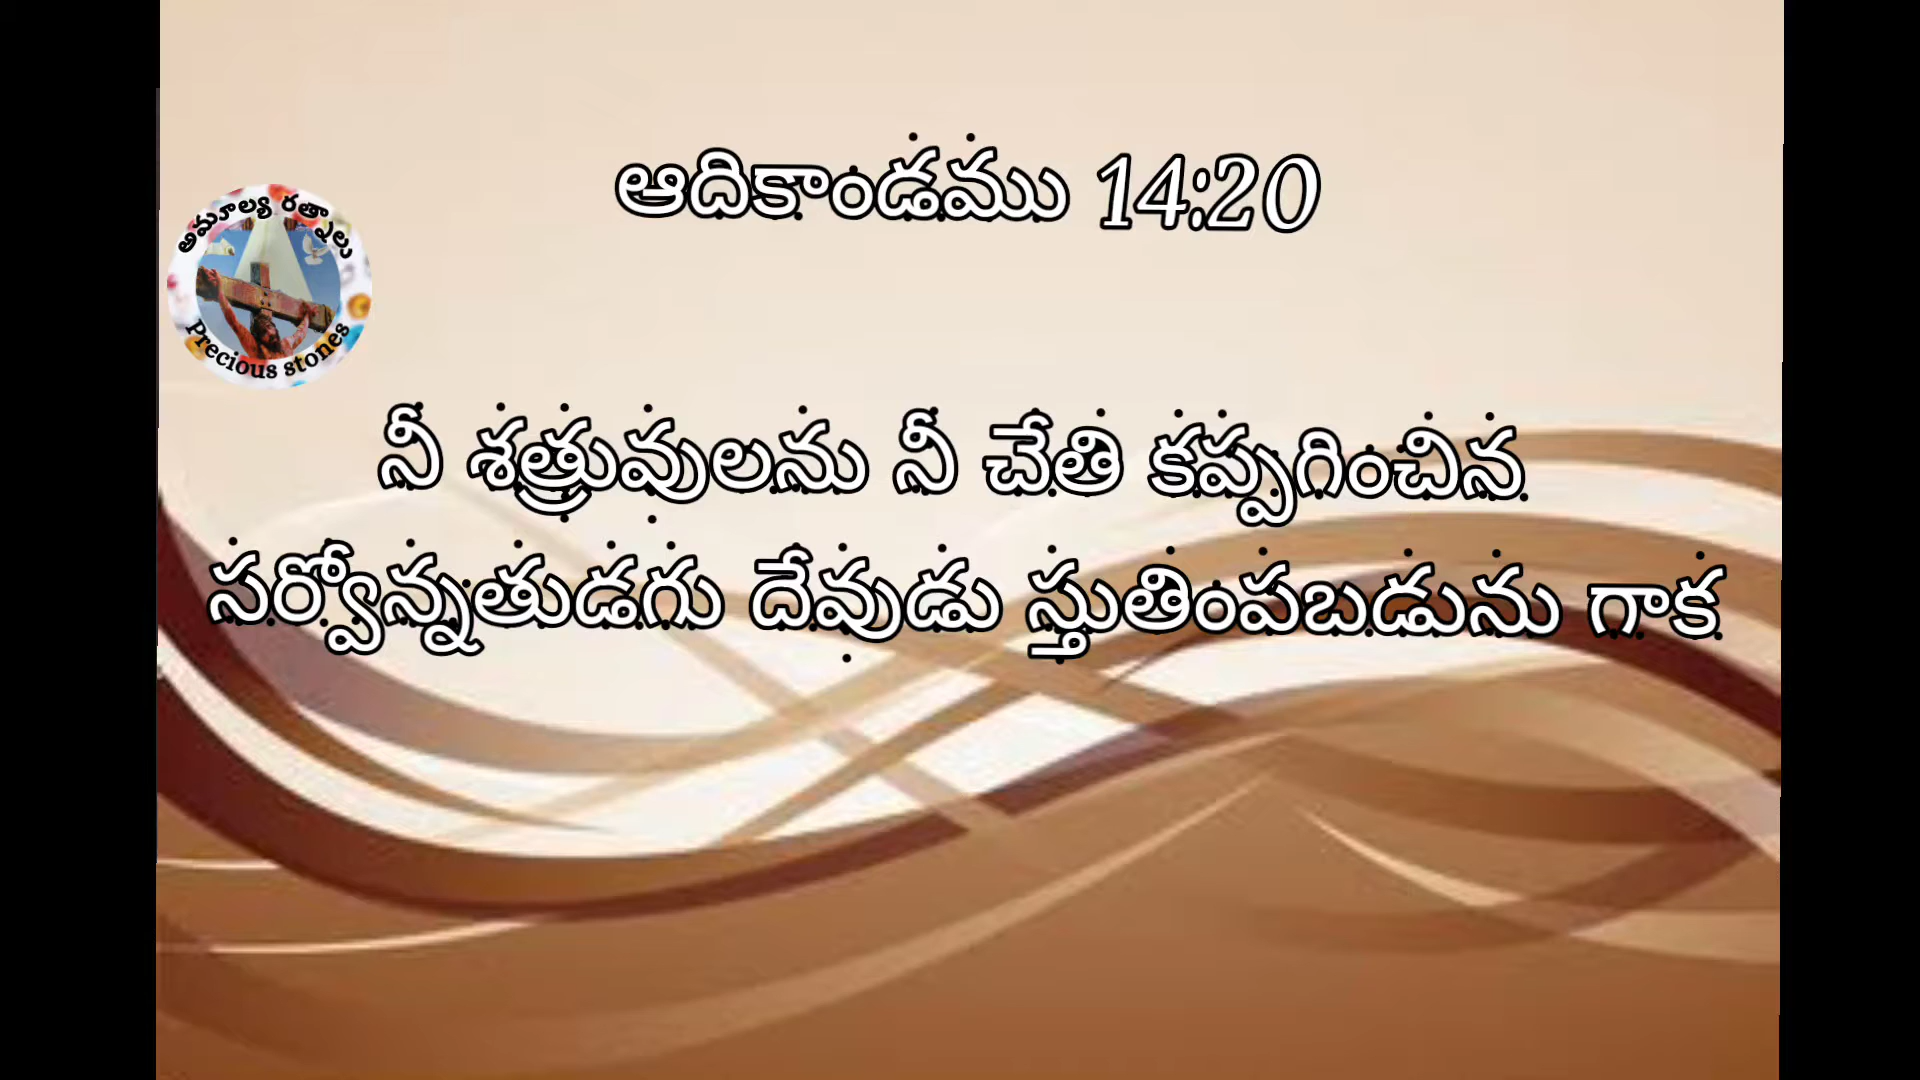 ఆదికాండము 14:20
అమూల్య రత్నాలు
Precious stones
నీ శత్రువులను నీ చేతి కప్పగించిన
సర్వోన్నతుడగు దేవుడు స్తుతింపబడును గాక